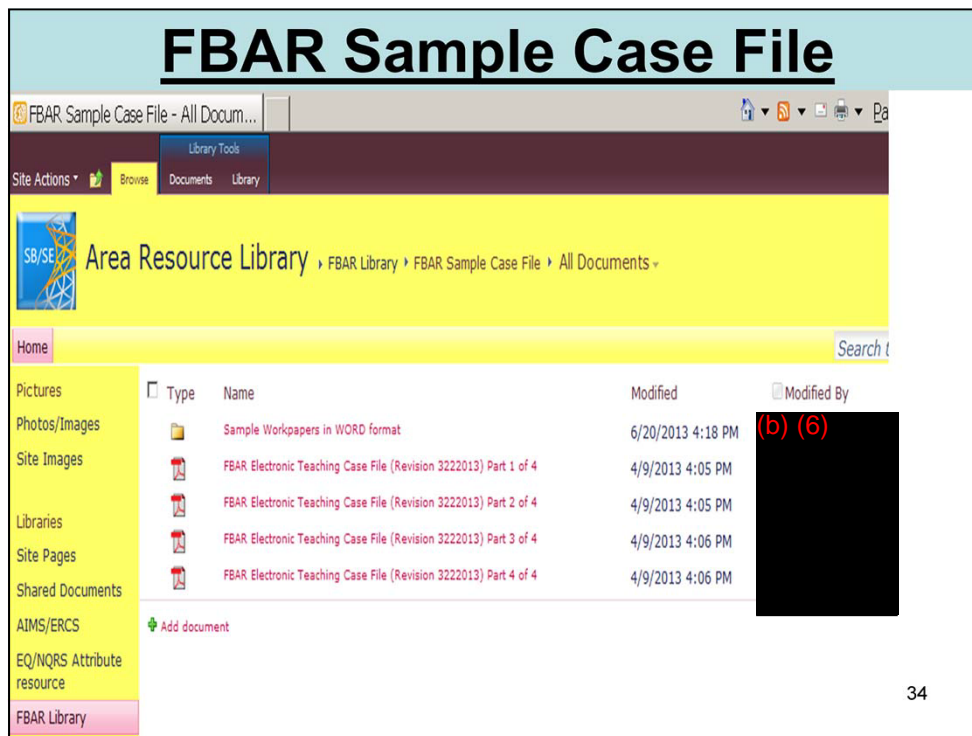 FBAR Sample Case File
FBAR Sample Case File - All Docum...
Pa
Library Tools
Site Actions
Browse
Documents
Library
SB/SE
Area Resource Library
FBAR Library
FBAR Sample Case File
All Documents
Home
Search t
Pictures
Photos/Images
Site Images
Libraries
Site Pages
Shared Documents
AIMS/ERCS
EQ/NQRS Attribute
resource
FBAR Library
Type Name Modified Modified By
Sample Workpapers in WORD format 6/20/2013 4:18 PM (b) (6)
FBAR Electronic Teaching Case File (Revision 3222013) Part 1 of 4 4/9/2013 4:05 PM
FBAR Electronic Teaching Case File (Revision 3222013) Part 2 of 4 4/9/2013 4:05 PM
FBAR Electronic Teaching Case File (Revision 3222013) Part 3 of 4 4/9/2013 4:06 PM
FBAR Electronic Teaching Case File (Revision 3222013) Part 4 of 4 4/9/2013 4:06 PM
Add document
34